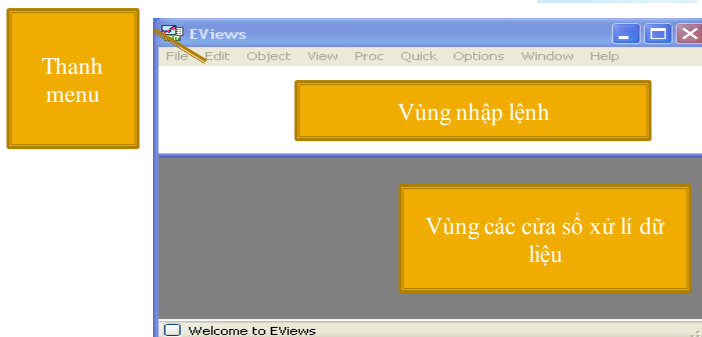 EViews
Thanh
menu
File Edit Object View Proc Quick Options Window Help
Vùng nhập lệnh
Vùng các cửa sổ xử lí dữ
liệu
Welcome to EViews